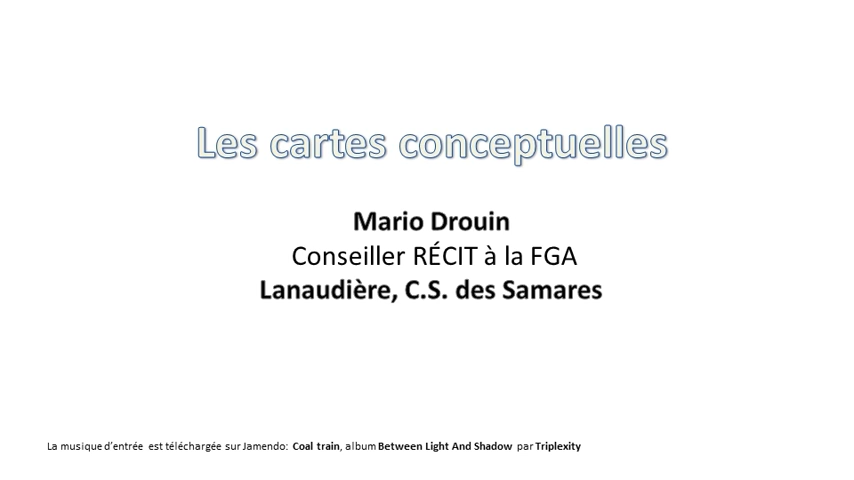 Les cartes conceptuelles
Mario Drouin
Conseiller RÉCIT à la FGA
Lanaudière, C.S. des Samares
La musique d'entrée est téléchargée sur Jamendo: Coal train, album Between Light And Shadow par Triplexity